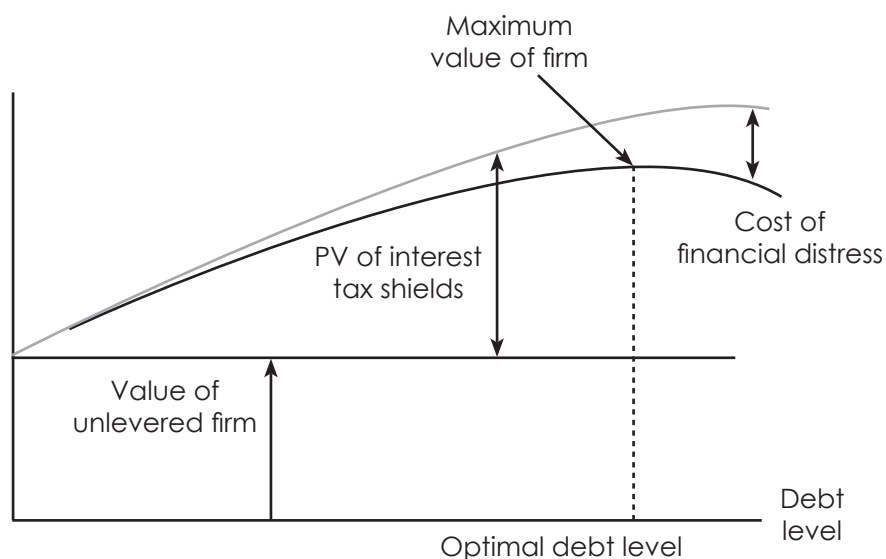 Maximum
value of firm
PV of interest
tax shields
Cost of
financial distress
Value of
unlevered firm
Debt
level
Optimal debt level